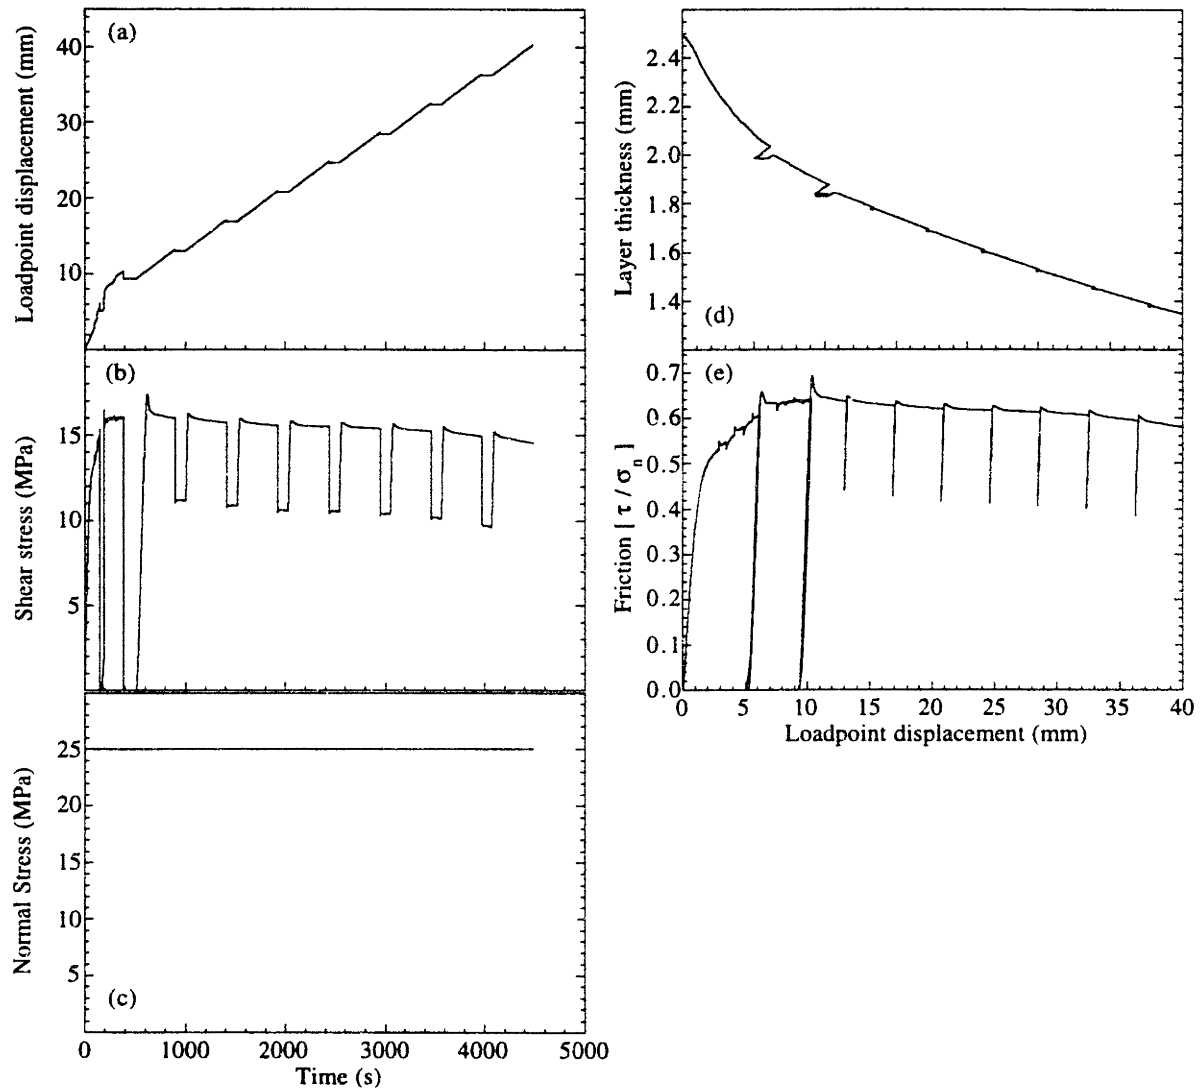 (a)
Loadpoint displacement (mm)
40
30
20
10
(b)
Shear stress (MPa)
15
10
5
(c)
Normal Stress (MPa)
25
20
15
10
5
0 1000 2000 3000 4000 5000
Time (s)
(d)
Layer thickness (mm)
2.4
2.2
2.0
1.8
1.6
1.4
(e)
Friction [ τ / σn ]
0.7
0.6
0.5
0.4
0.3
0.2
0.1
0.0
0 5 10 15 20 25 30 35 40
Loadpoint displacement (mm)